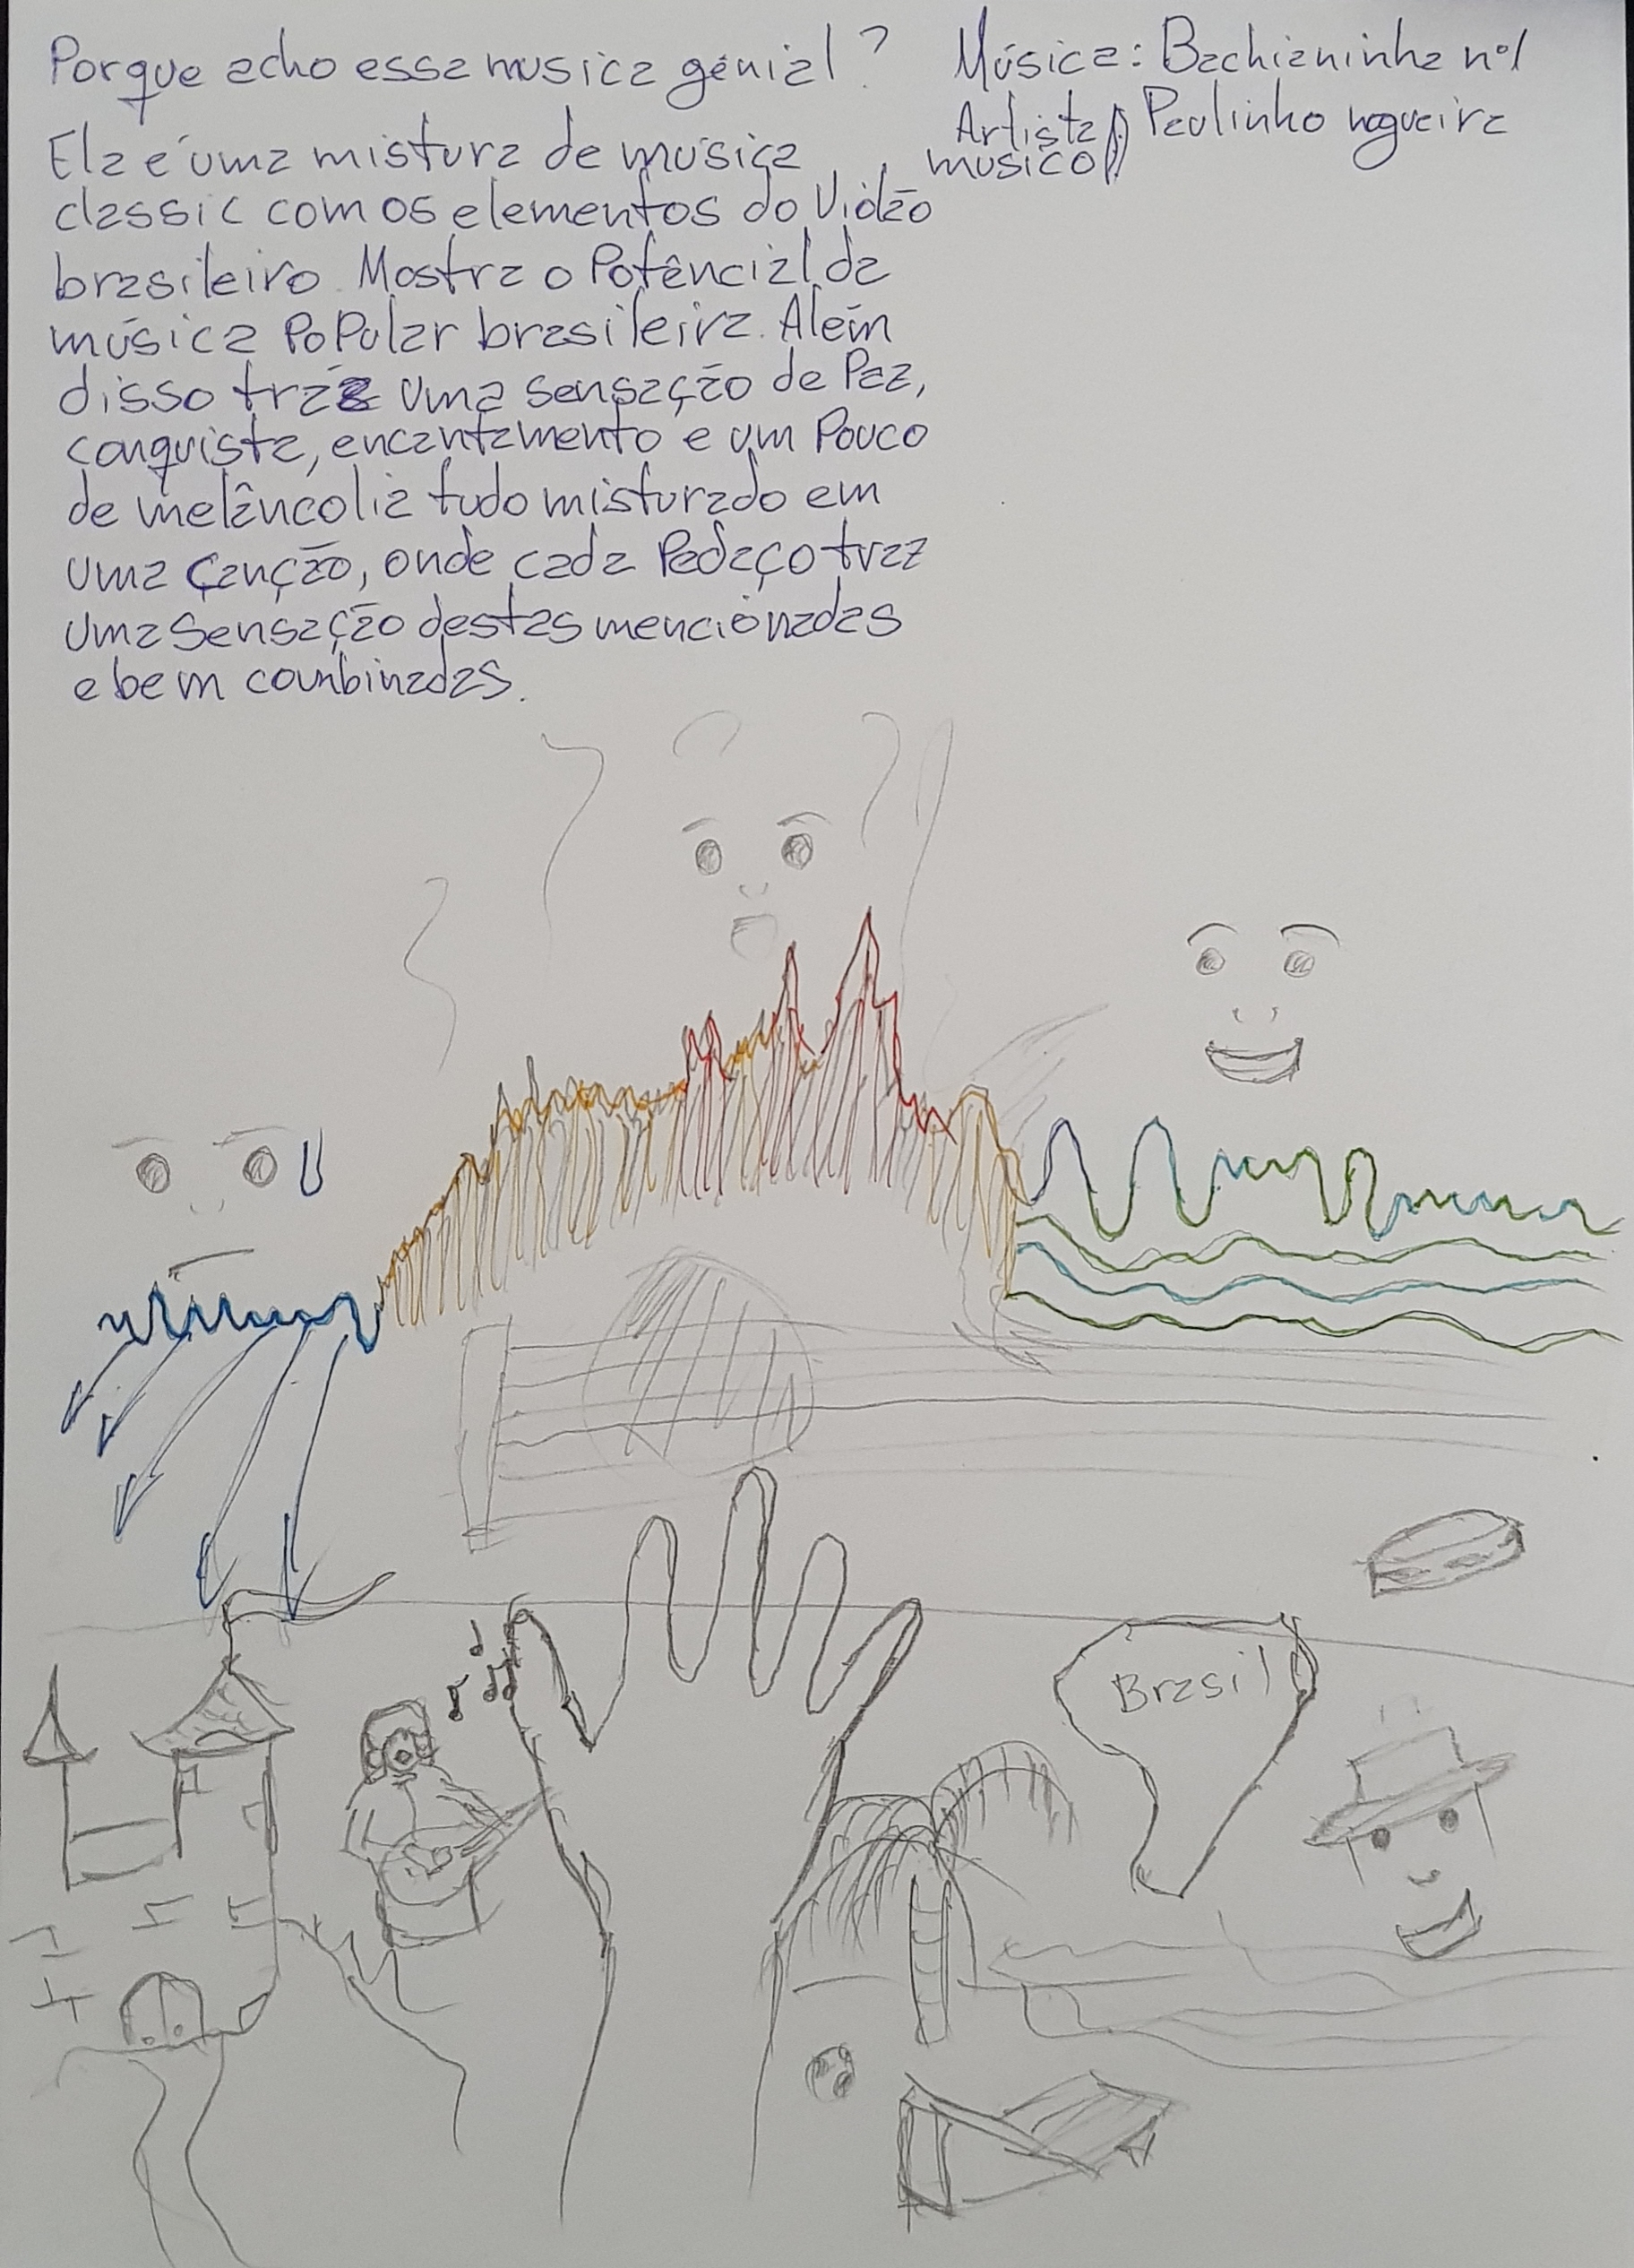 Porque acho essa musica genial?
Ela é uma mistura de música
classic com os elementos do Violão
brasileiro. Mostra o Potêncial da
música PoPular brasileira. Além
disso tráz uma sensação de Paz,
conquista, encantamento e um Pouco
de melâncolia tudo misturado em
uma canção, onde cada Pedaço traz
uma sensação destas mencionadas
e bem combinadas.
Música: Bachianinha nº1
Artista Paulinho nogueira
musico
Brasil